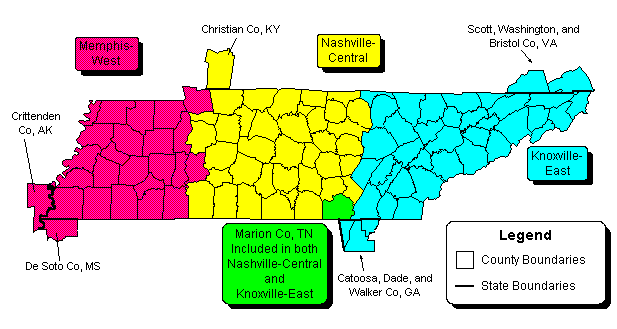 Christian Co, KY
Scott, Washington, and
Bristol Co, VA
Memphis-
West
Nashville-
Central
Crittenden
Co, AK
Knoxville-
East
Marion Co, TN
Included in both
Nashville-Central
and
Knoxville-East
De Soto Co, MS
Catoosa, Dade, and
Walker Co, GA
Legend
County Boundaries
State Boundaries